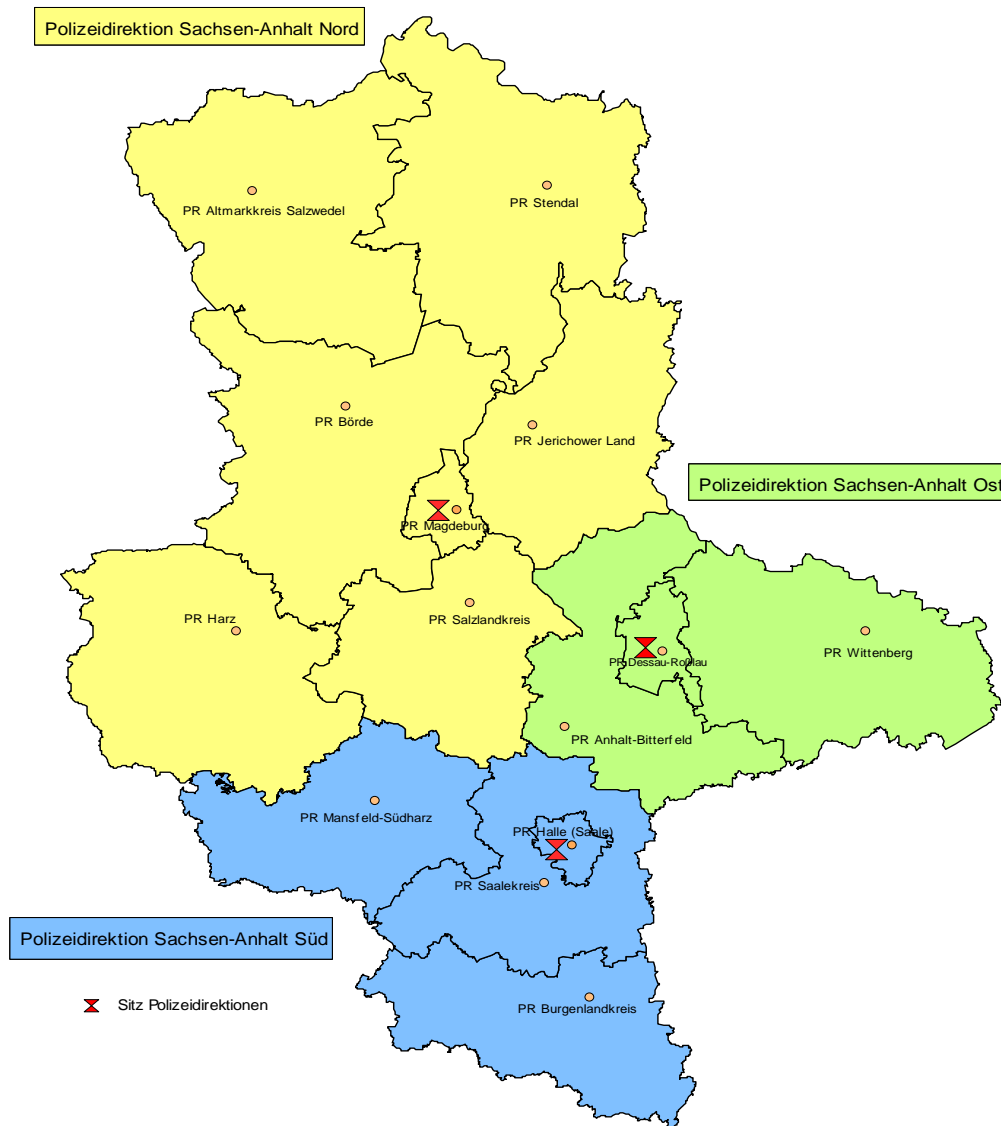 Polizeidirektion Sachsen-Anhalt Nord
PR Altmarkkreis Salzwedel
PR Stendal
PR Börde
PR Jerichower Land
Polizeidirektion Sachsen-Anhalt Ost
PR Magdeburg
PR Harz
PR Salzlandkreis
PR Wittenberg
PR Dessau-Roßlau
PR Anhalt-Bitterfeld
PR Mansfeld-Südharz
PR Halle (Saale)
PR Saalekreis
Polizeidirektion Sachsen-Anhalt Süd
Sitz Polizeidirektionen
PR Burgenlandkreis